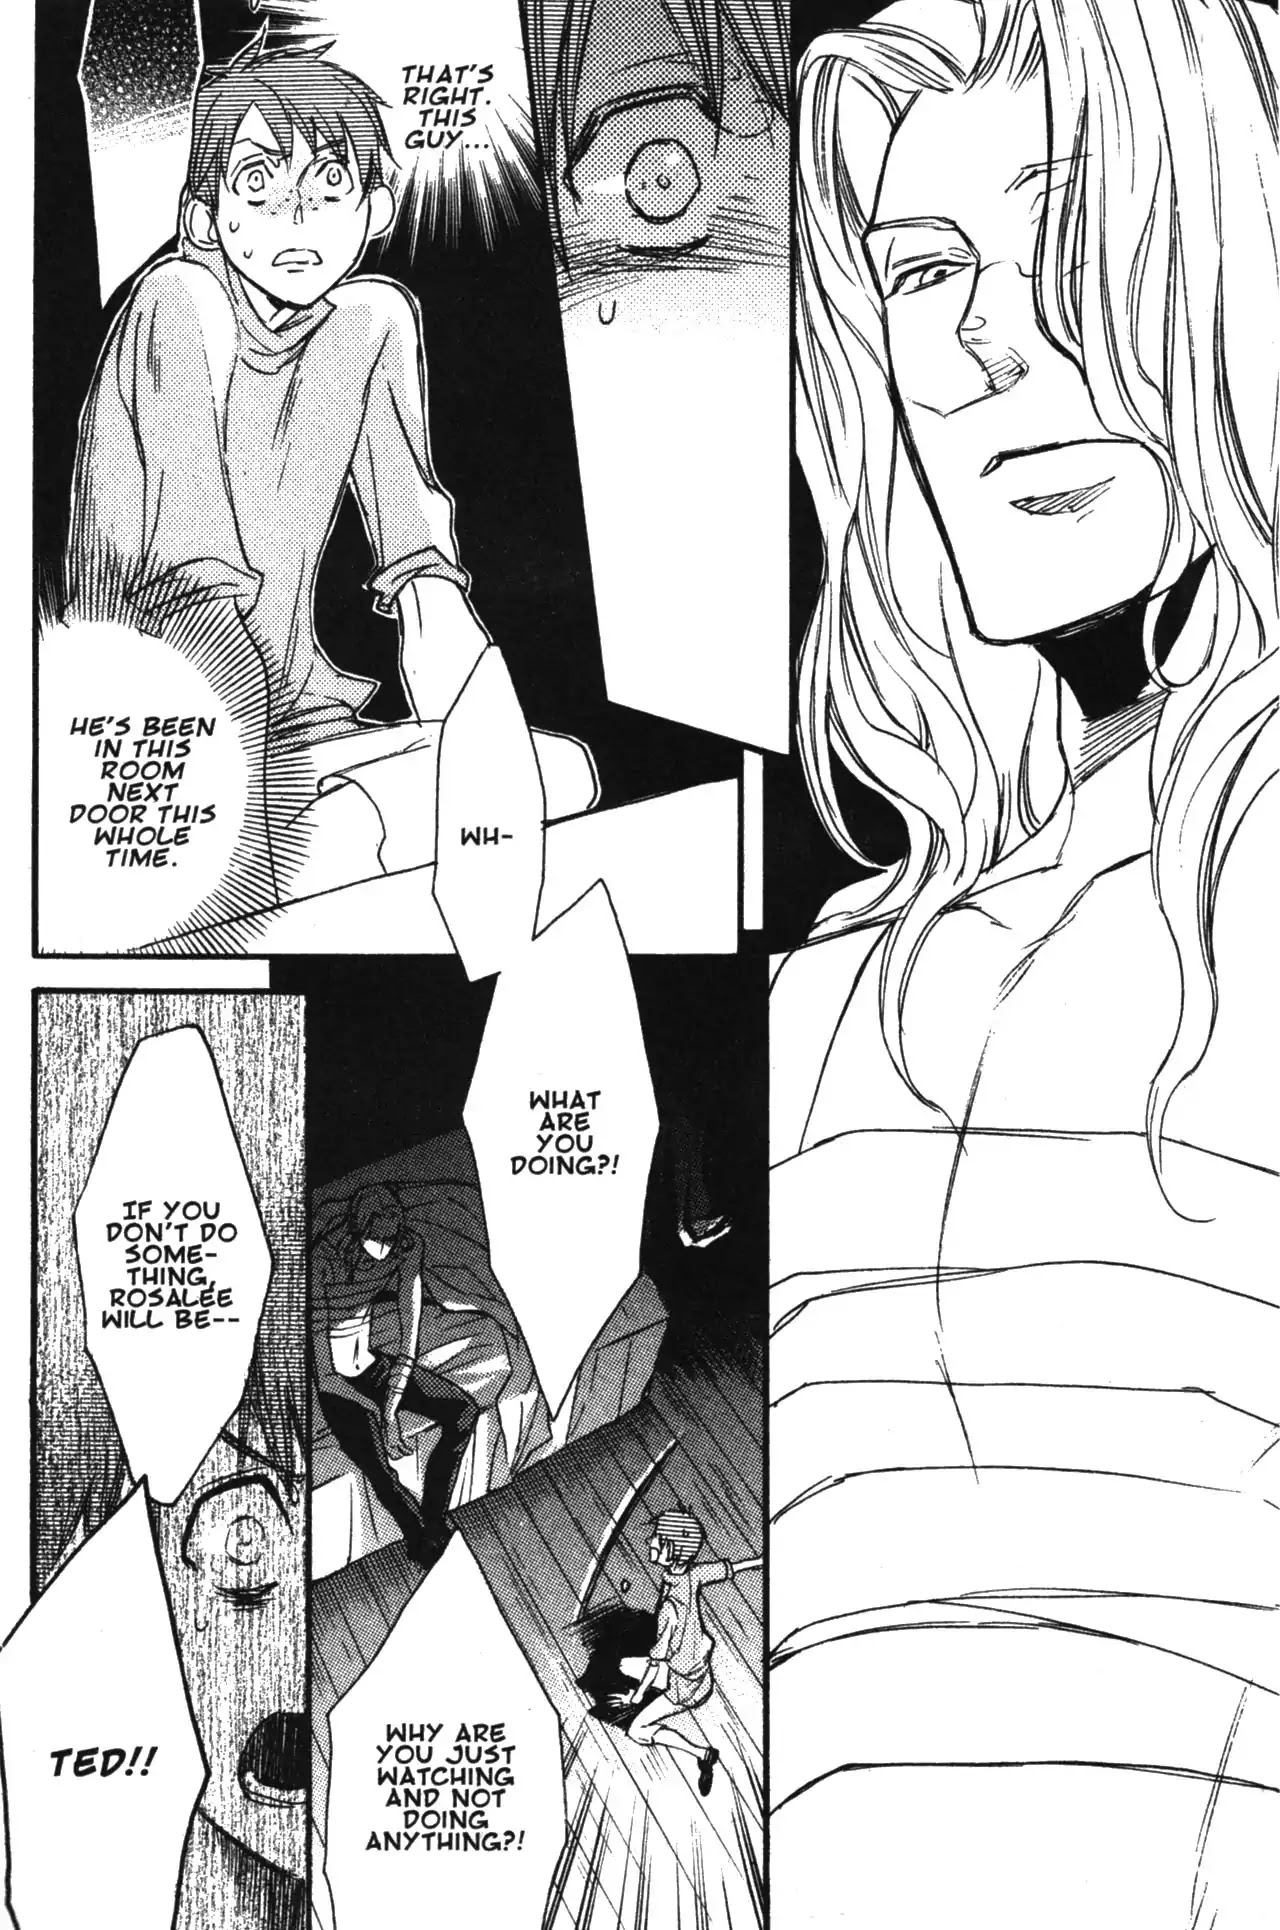 THAT'S
RIGHT.
THIS
GUY...
HE'S BEEN
IN THIS
ROOM
NEXT
DOOR THIS
WHOLE
TIME.
WH-
WHAT
ARE
YOU
DOING?!
WHY ARE
YOU JUST
WATCHING
AND NOT
DOING
ANYTHING?!
IF YOU
DON'T DO
SOME-
THING,
ROSALEE
WILL BE--
TED!!